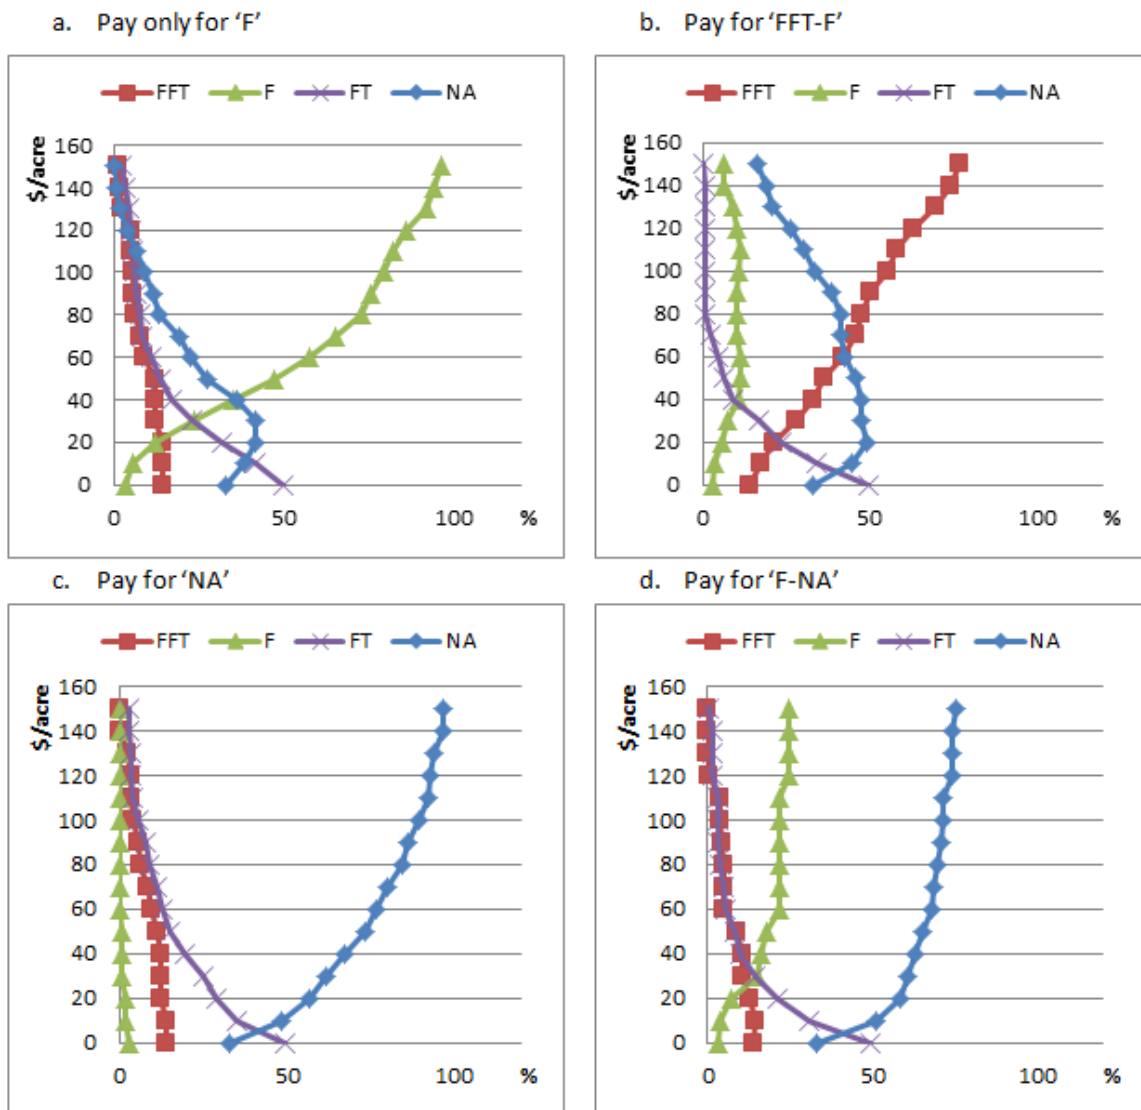 a. Pay only for ‘F’
FFT F FT NA
$/acre
160
140
120
100
80
60
40
20
0
0 50 100 %
b. Pay for ‘FFT-F’
FFT F FT NA
$/acre
160
140
120
100
80
60
40
20
0
0 50 100 %
c. Pay for ‘NA’
FFT F FT NA
$/acre
160
140
120
100
80
60
40
20
0
0 50 100 %
d. Pay for ‘F-NA’
FFT F FT NA
$/acre
160
140
120
100
80
60
40
20
0
0 50 100 %